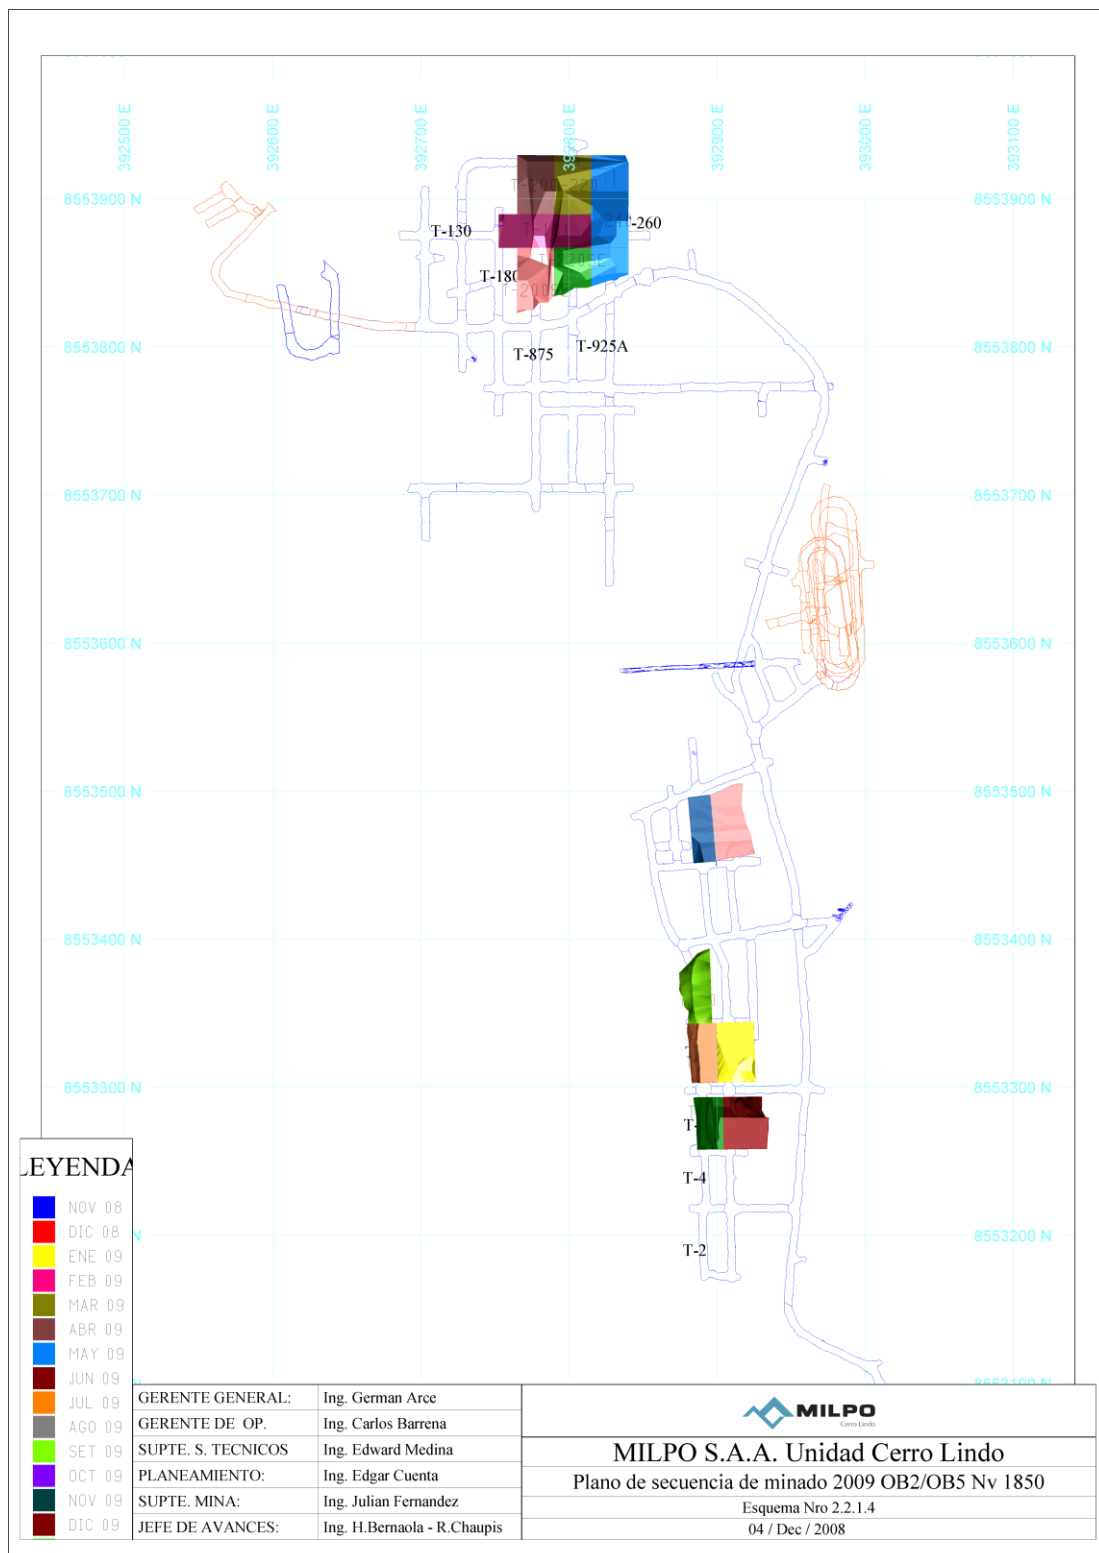 392500 E
392600 E
392700 E
392800 E
392900 E
393000 E
393100 E
8553900 N
8553900 N
T-130
T-260
T-180
8553800 N
8553800 N
T-875
T-925A
8553700 N
8553700 N
8553600 N
8553600 N
8553500 N
8553500 N
8553400 N
8553400 N
8553300 N
8553300 N
T-4
8553200 N
T-2
LEYENDA
NOV 08
DIC 08
ENE 09
FEB 09
MAR 09
ABR 09
MAY 09
JUN 09
JUL 09
AGO 09
SET 09
OCT 09
NOV 09
DIC 09
GERENTE GENERAL: Ing. German Arce
GERENTE DE OP. Ing. Carlos Barrena
SUPTE. S. TECNICOS Ing. Edward Medina
PLANEAMIENTO: Ing. Edgar Cuenta
SUPTE. MINA: Ing. Julian Fernandez
JEFE DE AVANCES: Ing. H.Bernaola - R.Chaupis
MILPO
Cerro Lindo
MILPO S.A.A. Unidad Cerro Lindo
Plano de secuencia de minado 2009 OB2/OB5 Nv 1850
Esquema Nro 2.2.1.4
04 / Dec / 2008